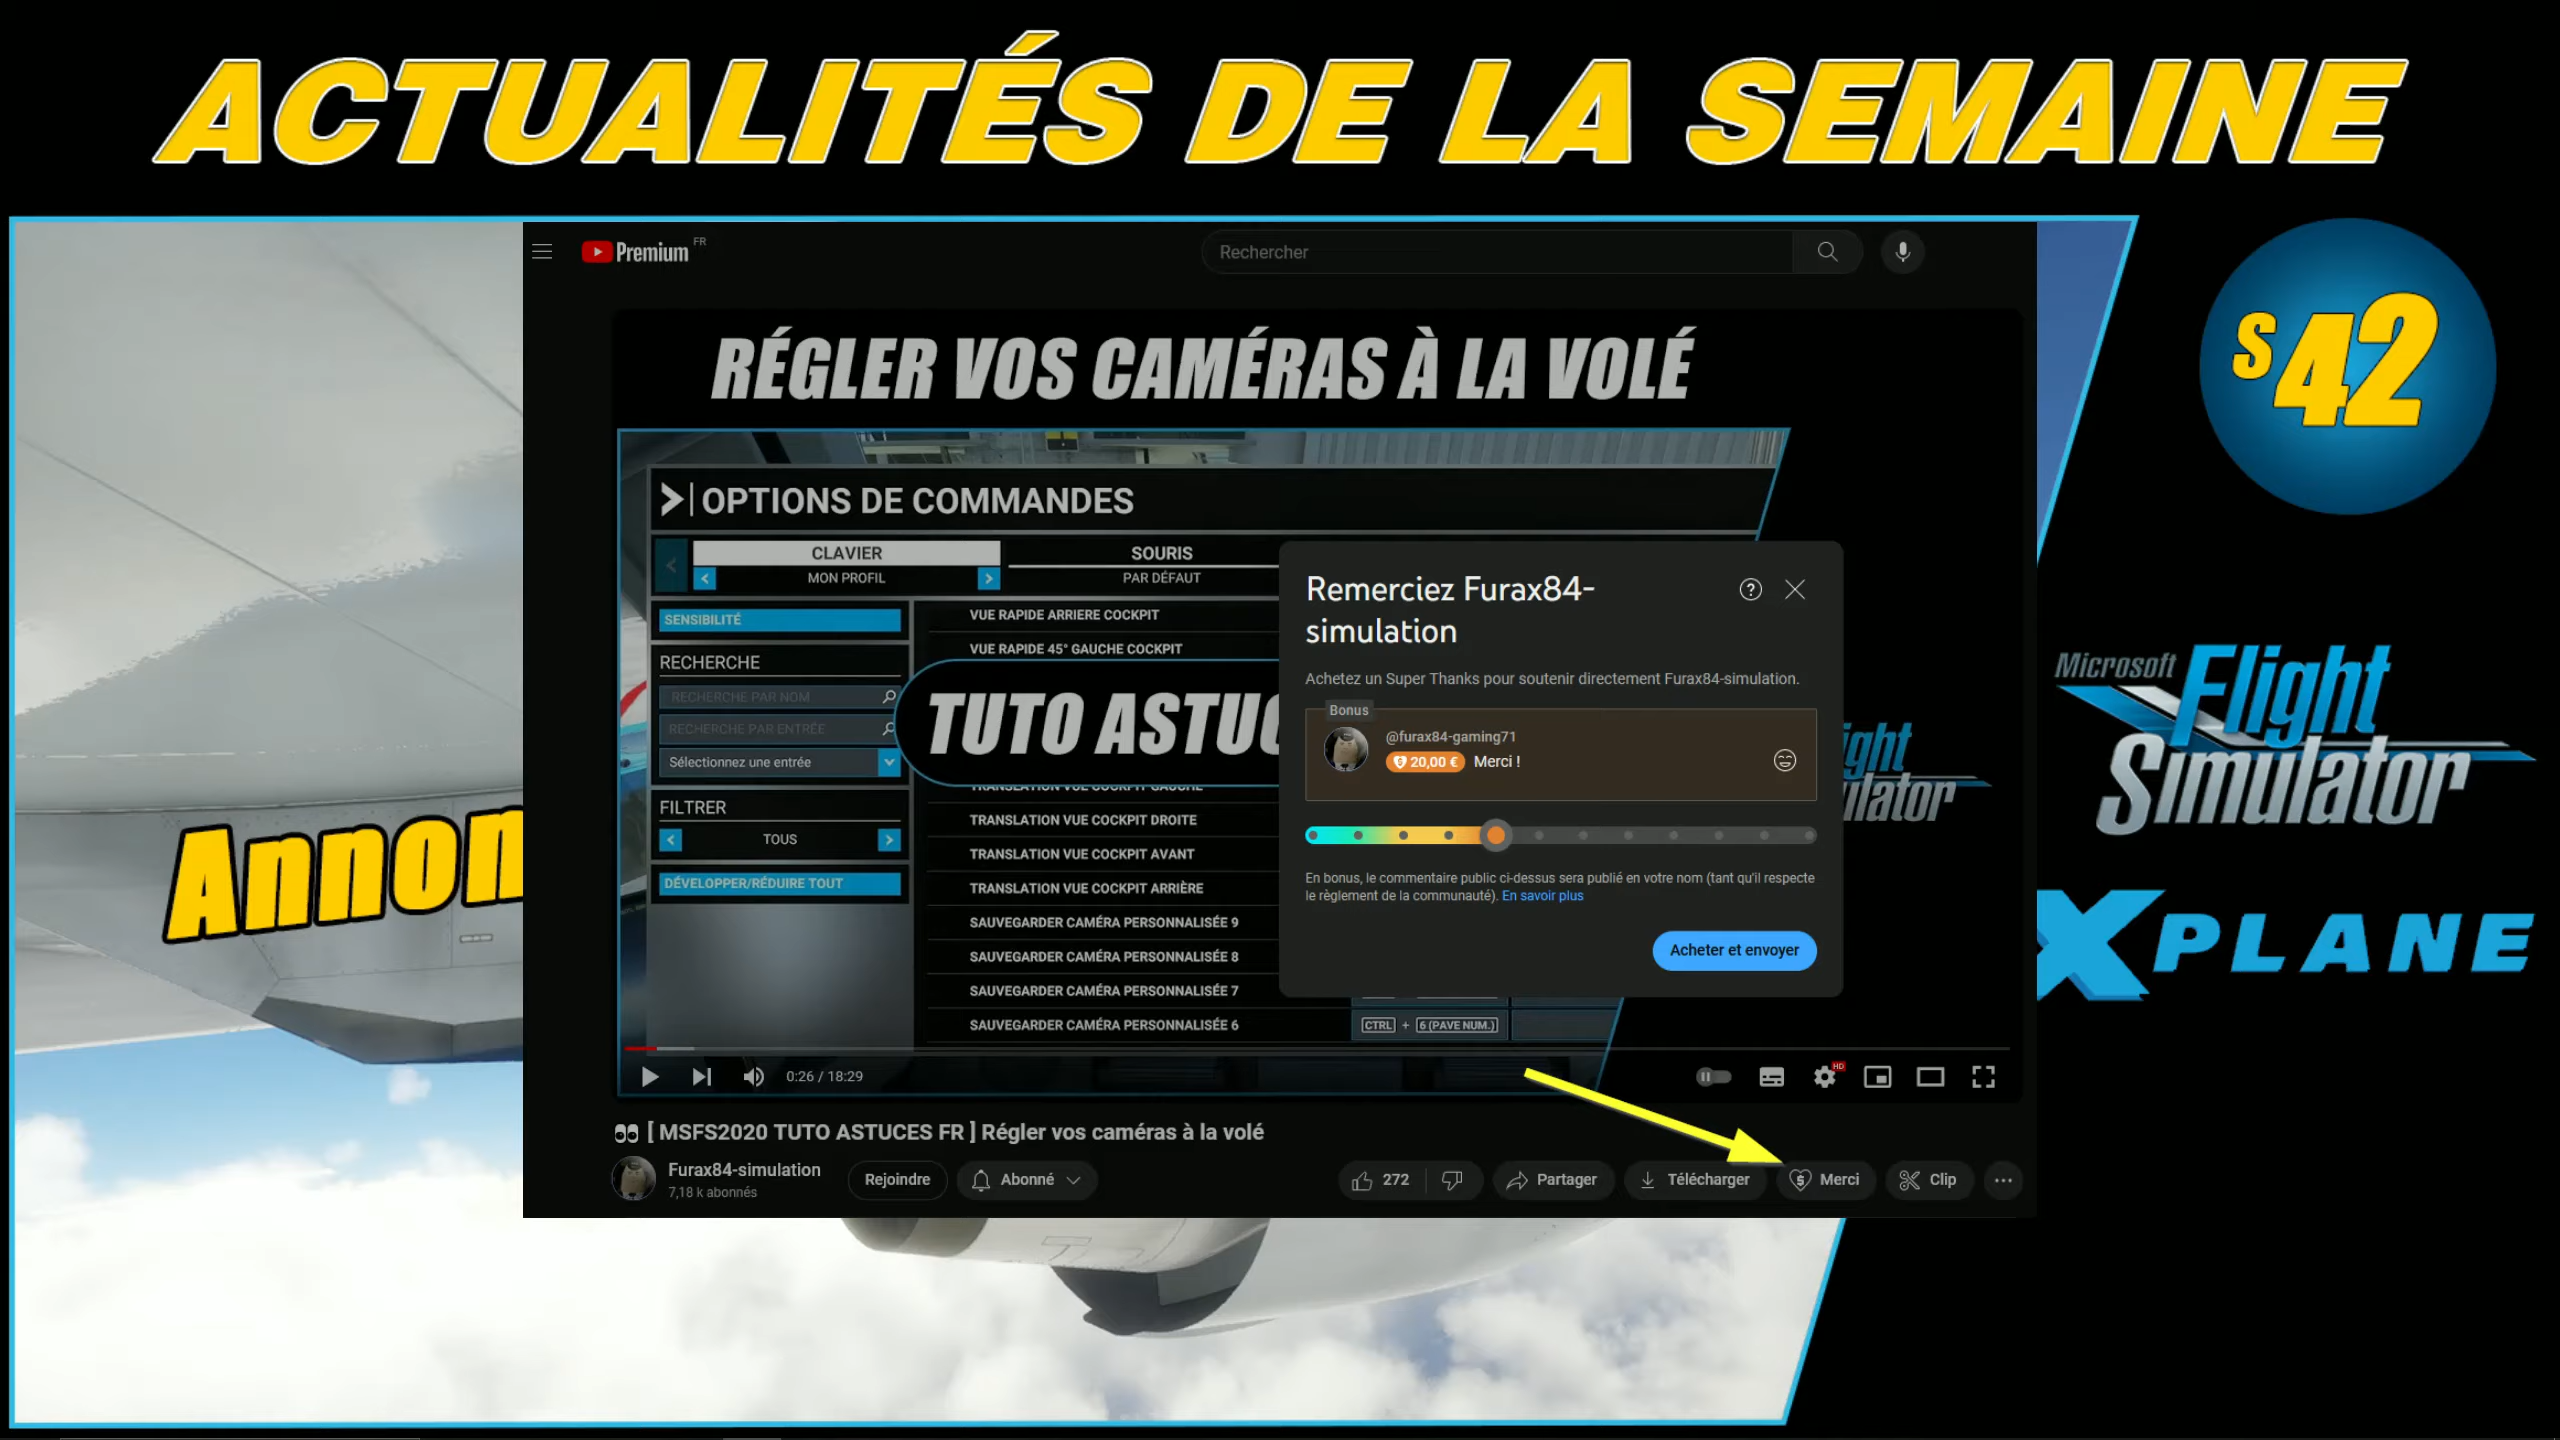 ACTUALITÉS DE LA SEMAINE
S42
Premium FR
Rechercher
RÉGLER VOS CAMÉRAS À LA VOLÉ
OPTIONS DE COMMANDES
CLAVIER
MON PROFIL
SOURIS
PAR DÉFAUT
SENSIBILITÉ
RECHERCHE
RECHERCHE PAR NOM
RECHERCHE PAR ENTRÉE
Sélectionnez une entrée
FILTRER
TOUS
DÉVELOPPER/RÉDUIRE TOUT
VUE RAPIDE ARRIERE COCKPIT
VUE RAPIDE 45° GAUCHE COCKPIT
TUTO ASTUC
TRANSLATION VUE COCKPIT GAUCHE
TRANSLATION VUE COCKPIT DROITE
TRANSLATION VUE COCKPIT AVANT
TRANSLATION VUE COCKPIT ARRIÈRE
SAUVEGARDER CAMÉRA PERSONNALISÉE 9
SAUVEGARDER CAMÉRA PERSONNALISÉE 8
SAUVEGARDER CAMÉRA PERSONNALISÉE 7
SAUVEGARDER CAMÉRA PERSONNALISÉE 6
CTRL + 6 (PAVE NUM.)
Remerciez Furax84-
simulation
Achetez un Super Thanks pour soutenir directement Furax84-simulation.
Bonus
@furax84-gaming71
20,00 € Merci !
En bonus, le commentaire public ci-dessus sera publié en votre nom (tant qu'il respecte
le règlement de la communauté). En savoir plus
Acheter et envoyer
ight
ulator
Annon
Microsoft Flight
Simulator
X PLANE
0:26 / 18:29
HD
[ MSFS2020 TUTO ASTUCES FR ] Régler vos caméras à la volé
Furax84-simulation
7,18 k abonnés
Rejoindre
Abonné
272
Partager
Télécharger
Merci
Clip